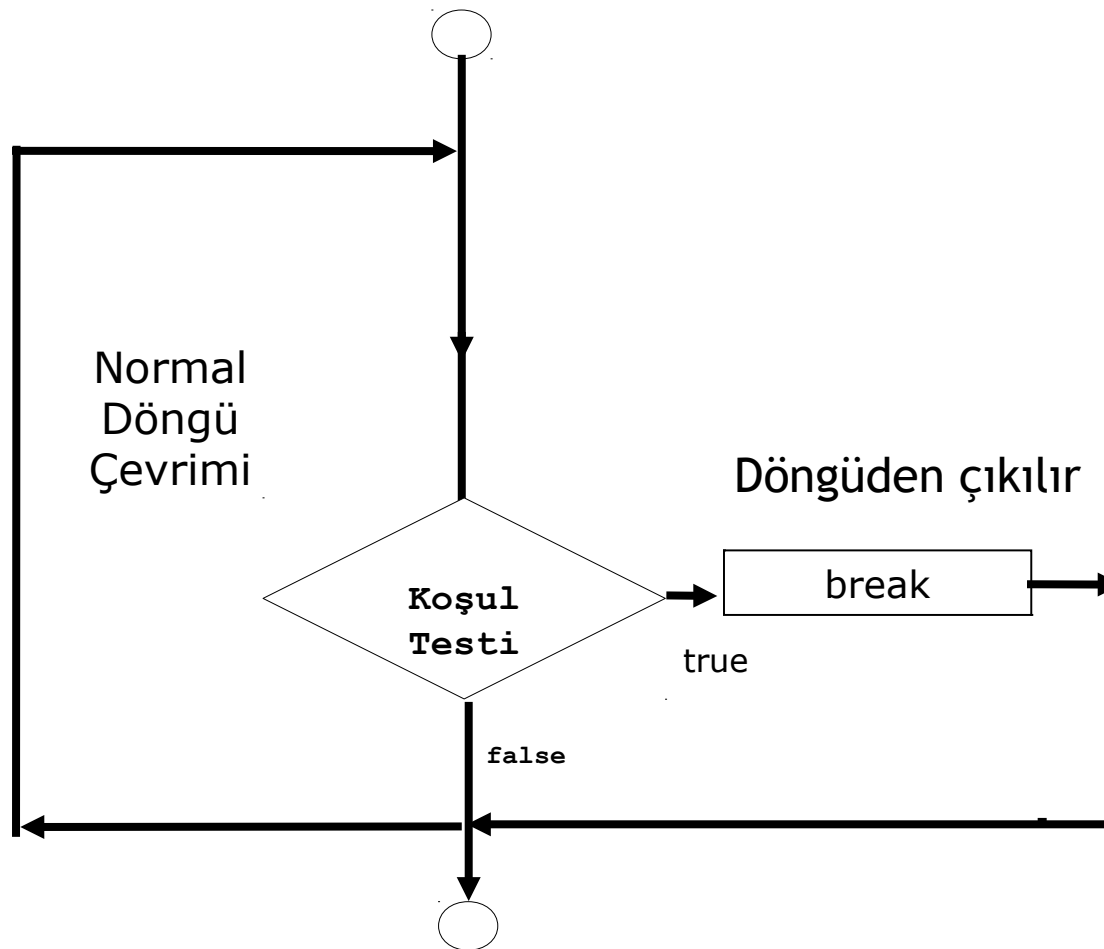 Normal
Döngü
Çevrimi
Döngüden çıkılır
Koşul
Testi
break
true
false